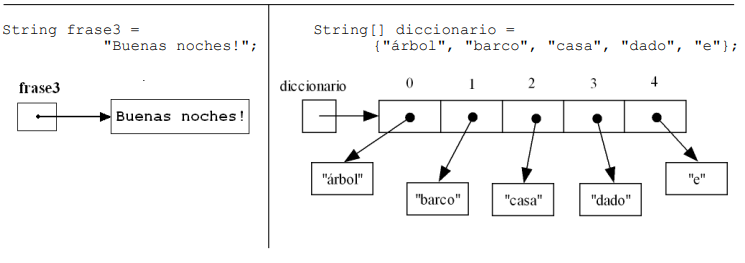 String frase3 =
"Buenas noches!";
frase3
Buenas noches!
String[] diccionario =
{"árbol", "barco", "casa", "dado", "e"};
diccionario
0 1 2 3 4
"árbol"
"barco" "casa" "dado"
"e"